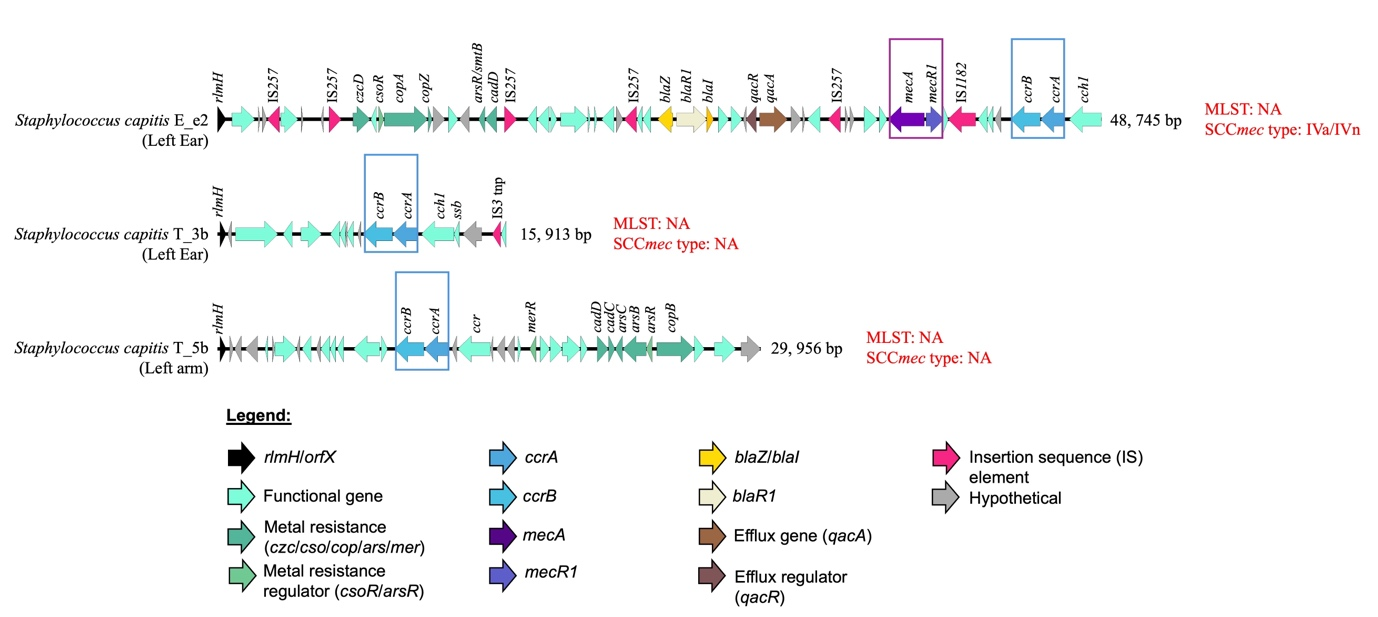 rlmH IS257 IS257 czcD csoR copA copZ arsR/smtB cadD IS257 IS257 blaZ blaR1 blaI qacR qacA IS257 mecA mecR1 IS1182 ccrB ccrA cch1
Staphylococcus capitis E_e2
(Left Ear)
48, 745 bp
MLST: NA
SCCmec type: IVa/IVn
rlmH ccrB ccrA cch1 ssb IS3 tnp
Staphylococcus capitis T_3b
(Left Ear)
15, 913 bp
MLST: NA
SCCmec type: NA
rlmH ccrB ccrA ccr merR cadD cadC arsC arsB arsR copB
Staphylococcus capitis T_5b
(Left arm)
29, 956 bp
MLST: NA
SCCmec type: NA
Legend:
rlmH/orfX
Functional gene
Metal resistance
(czc/cso/cop/ars/mer)
Metal resistance
regulator (csoR/arsR)
ccrA
ccrB
mecA
mecR1
blaZ/blaI
blaR1
Efflux gene (qacA)
Efflux regulator
(qacR)
Insertion sequence (IS)
element
Hypothetical